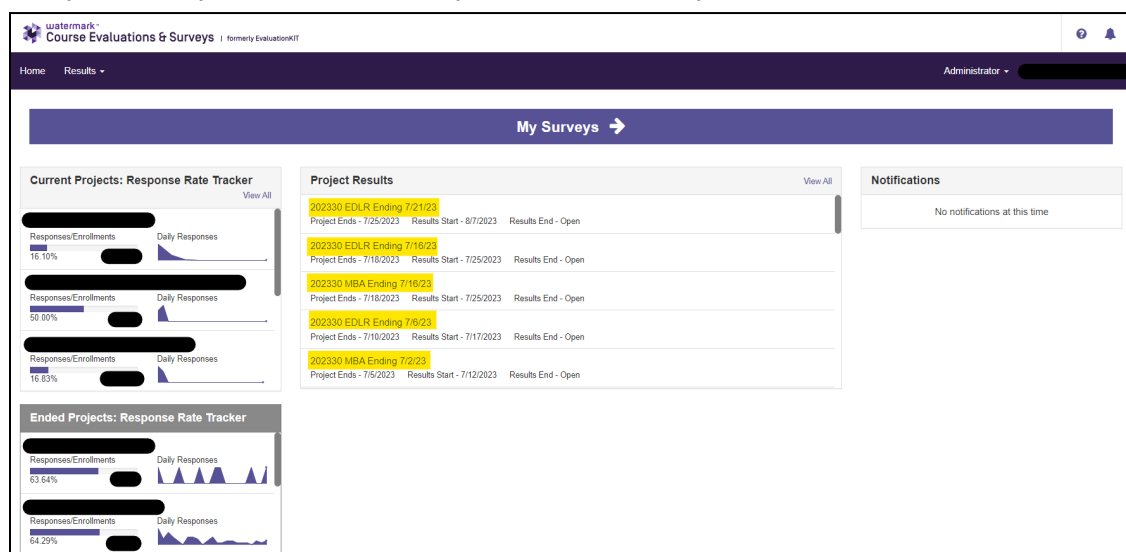 watermark™
Course Evaluations & Surveys | formerly EvaluationKIT
Home Results
Administrator
My Surveys
Current Projects: Response Rate Tracker
View All
Responses/Enrollments Daily Responses
16.10%
Responses/Enrollments Daily Responses
50.00%
Responses/Enrollments Daily Responses
16.83%
Ended Projects: Response Rate Tracker
Responses/Enrollments Daily Responses
63.64%
Responses/Enrollments Daily Responses
64.29%
Project Results View All
202330 EDLR Ending 7/21/23
Project Ends - 7/25/2023 Results Start - 8/7/2023 Results End - Open
202330 EDLR Ending 7/16/23
Project Ends - 7/18/2023 Results Start - 7/25/2023 Results End - Open
202330 MBA Ending 7/16/23
Project Ends - 7/18/2023 Results Start - 7/25/2023 Results End - Open
202330 EDLR Ending 7/6/23
Project Ends - 7/10/2023 Results Start - 7/17/2023 Results End - Open
202330 MBA Ending 7/2/23
Project Ends - 7/5/2023 Results Start - 7/12/2023 Results End - Open
Notifications
No notifications at this time